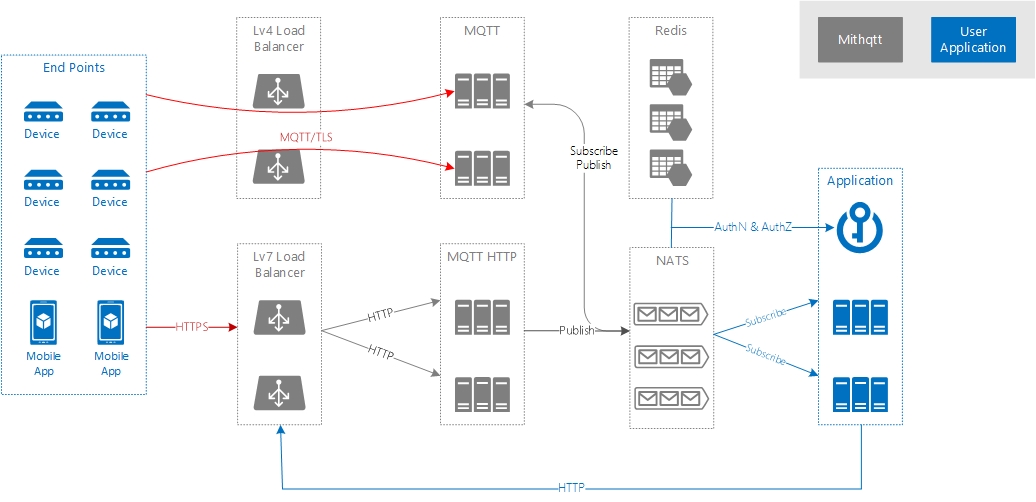 Mithqtt
User
Application
End Points
Device
Device
Device
Device
Device
Device
Mobile
App
Mobile
App
Lv4 Load
Balancer
MQTT/TLS
MQTT
Redis
Subscribe
Publish
Lv7 Load
Balancer
HTTPS
HTTP
HTTP
MQTT HTTP
Publish
NATS
AuthN & AuthZ
Application
Subscribe
Subscribe
HTTP